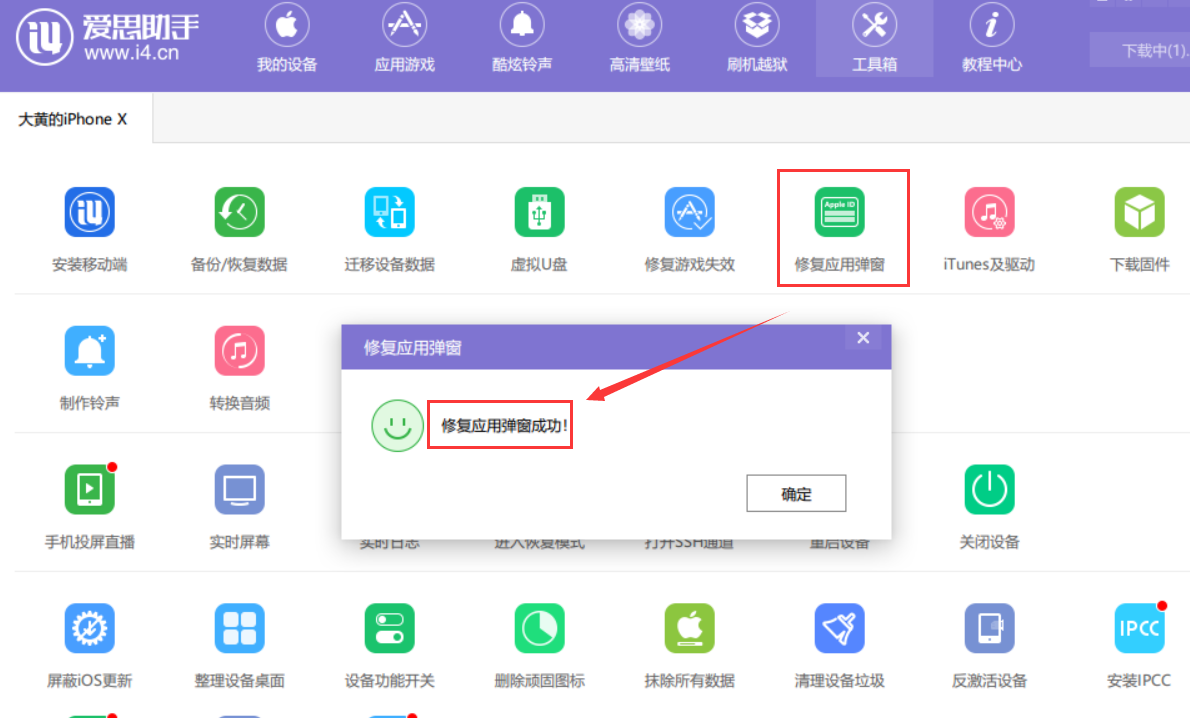 爱思助手
www.i4.cn
我的设备
应用游戏
酷炫铃声
高清壁纸
刷机越狱
工具箱
教程中心
下载中(1)..
大黄的iPhone X
Apple ID
安装移动端
备份/恢复数据
迁移设备数据
虚拟U盘
修复游戏失效
修复应用弹窗
iTunes及驱动
下载固件
制作铃声
转换音频
修复应用弹窗
修复应用弹窗成功!
确定
手机投屏直播
实时屏幕
实时日志
进入恢复模式
打开SSH通道
重启设备
关闭设备
IPCC
屏蔽iOS更新
整理设备桌面
设备功能开关
删除顽固图标
抹除所有数据
清理设备垃圾
反激活设备
安装IPCC